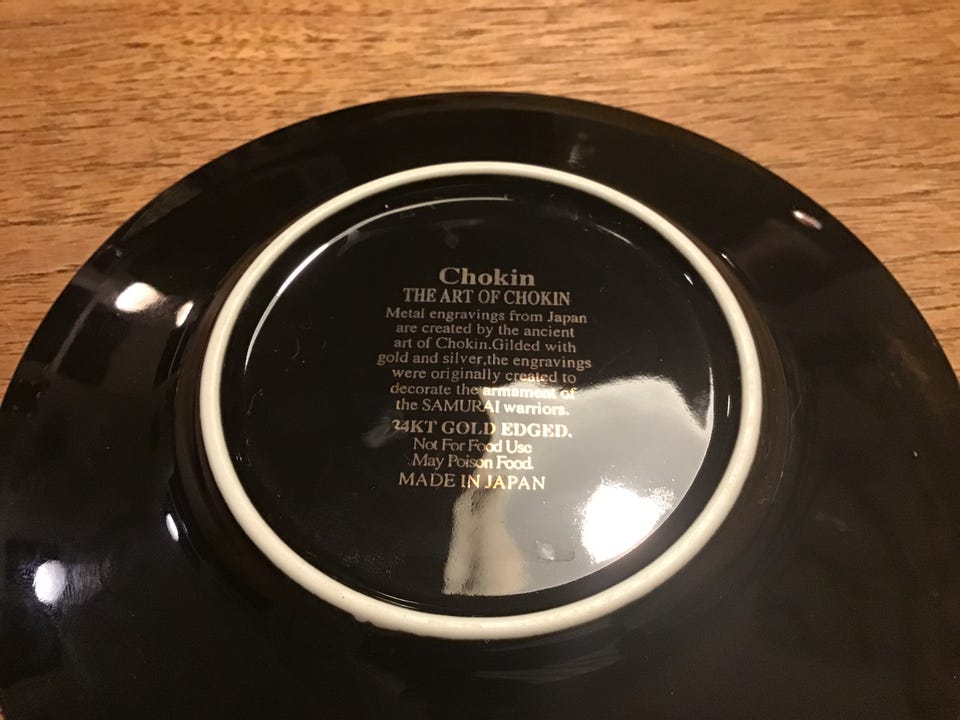 Chokin
THE ART OF CHOKIN
Metal engravings from Japan
are created by the ancient
art of Chokin.Gilded with
gold and silver,the engravings
were originally created to
decorate the armament of
the SAMURAI warriors.
24KT GOLD EDGED.
Not For Food Use
May Poison Food.
MADE IN JAPAN